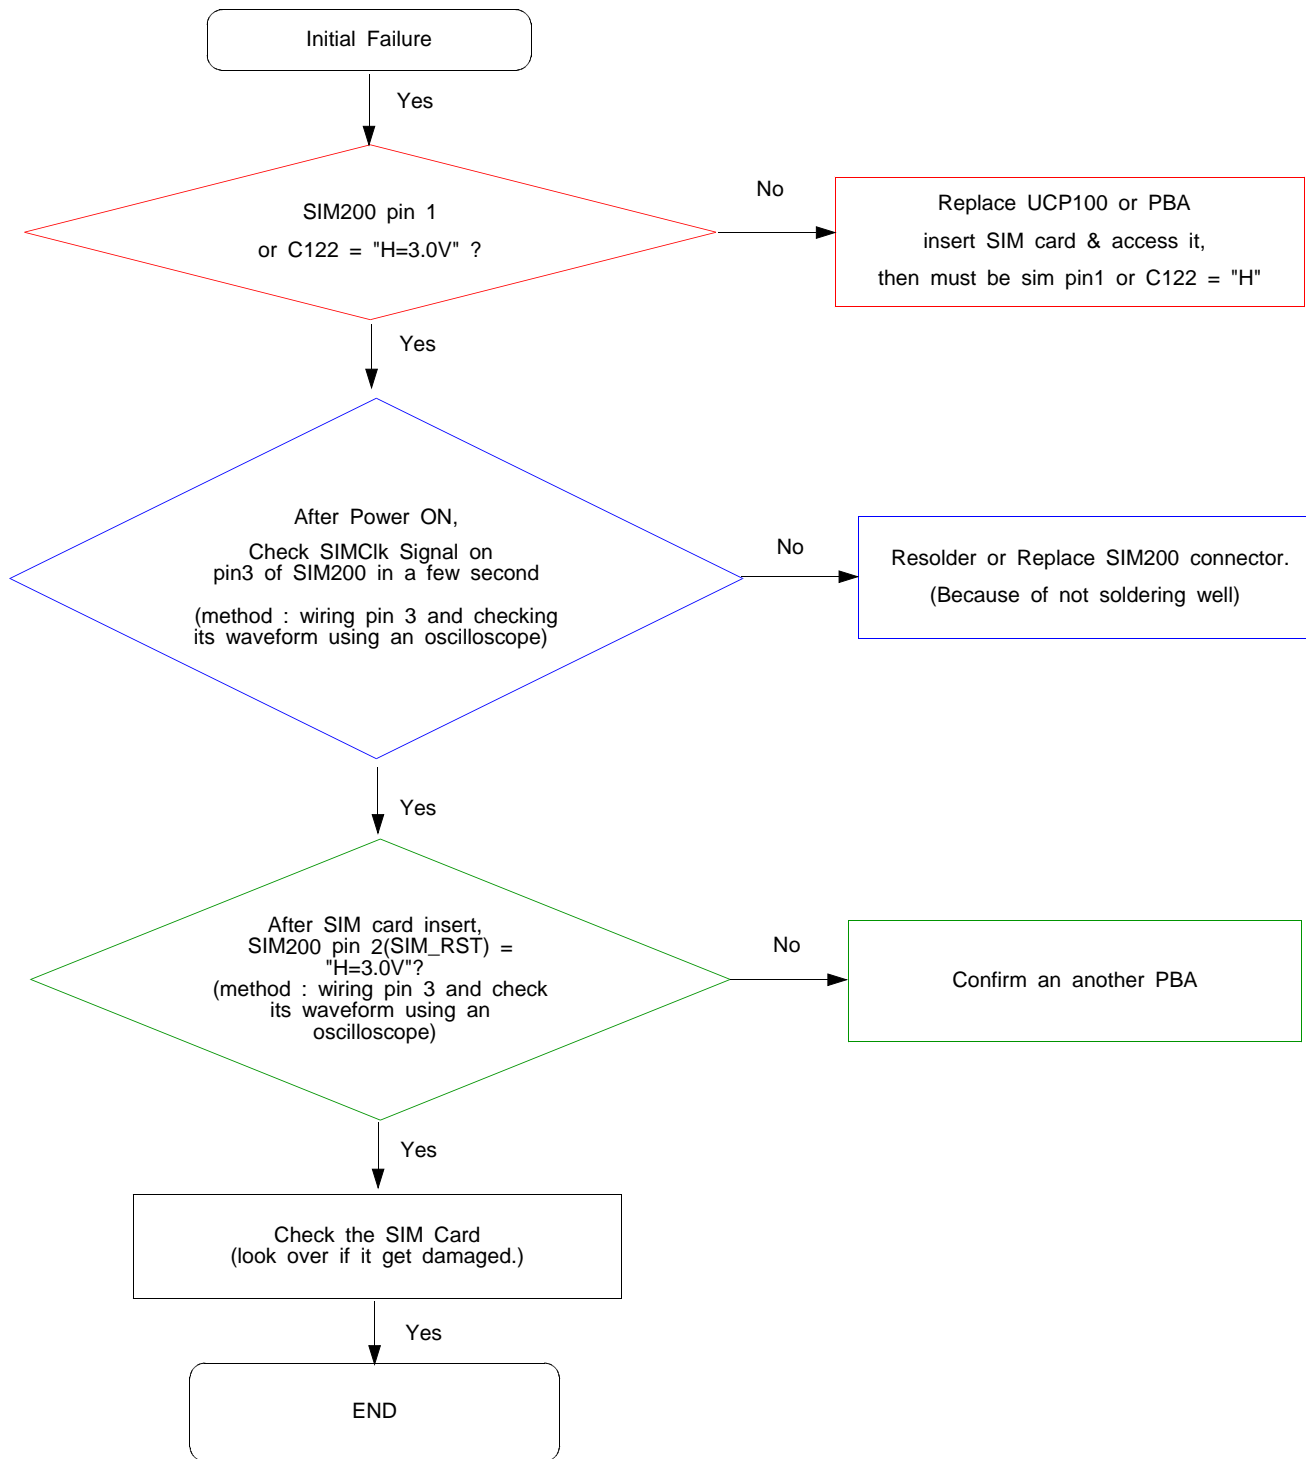 Initial Failure
Yes
SIM200 pin 1
or C122 = "H=3.0V" ?
No
Replace UCP100 or PBA
insert SIM card & access it,
then must be sim pin1 or C122 = "H"
Yes
After Power ON,
Check SIMClk Signal on
pin3 of SIM200 in a few second
(method : wiring pin 3 and checking
its waveform using an oscilloscope)
No
Resolder or Replace SIM200 connector.
(Because of not soldering well)
Yes
After SIM card insert,
SIM200 pin 2(SIM_RST) =
"H=3.0V"?
(method : wiring pin 3 and check
its waveform using an
oscilloscope)
No
Confirm an another PBA
Yes
Check the SIM Card
(look over if it get damaged.)
Yes
END